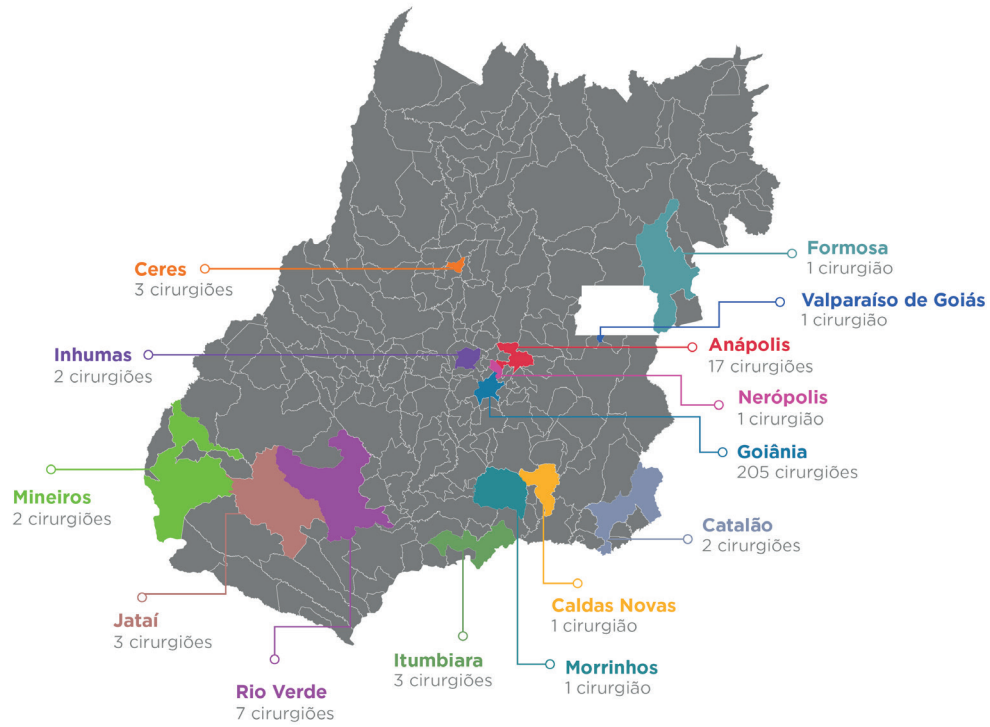 Formosa
1 cirurgião
Ceres
3 cirurgiões
Valparaíso de Goiás
1 cirurgião
Inhumas
2 cirurgiões
Anápolis
17 cirurgiões
Nerópolis
1 cirurgião
Goiânia
205 cirurgiões
Mineiros
2 cirurgiões
Catalão
2 cirurgiões
Caldas Novas
1 cirurgião
Jataí
3 cirurgiões
Itumbiara
3 cirurgiões
Morrinhos
1 cirurgião
Rio Verde
7 cirurgiões